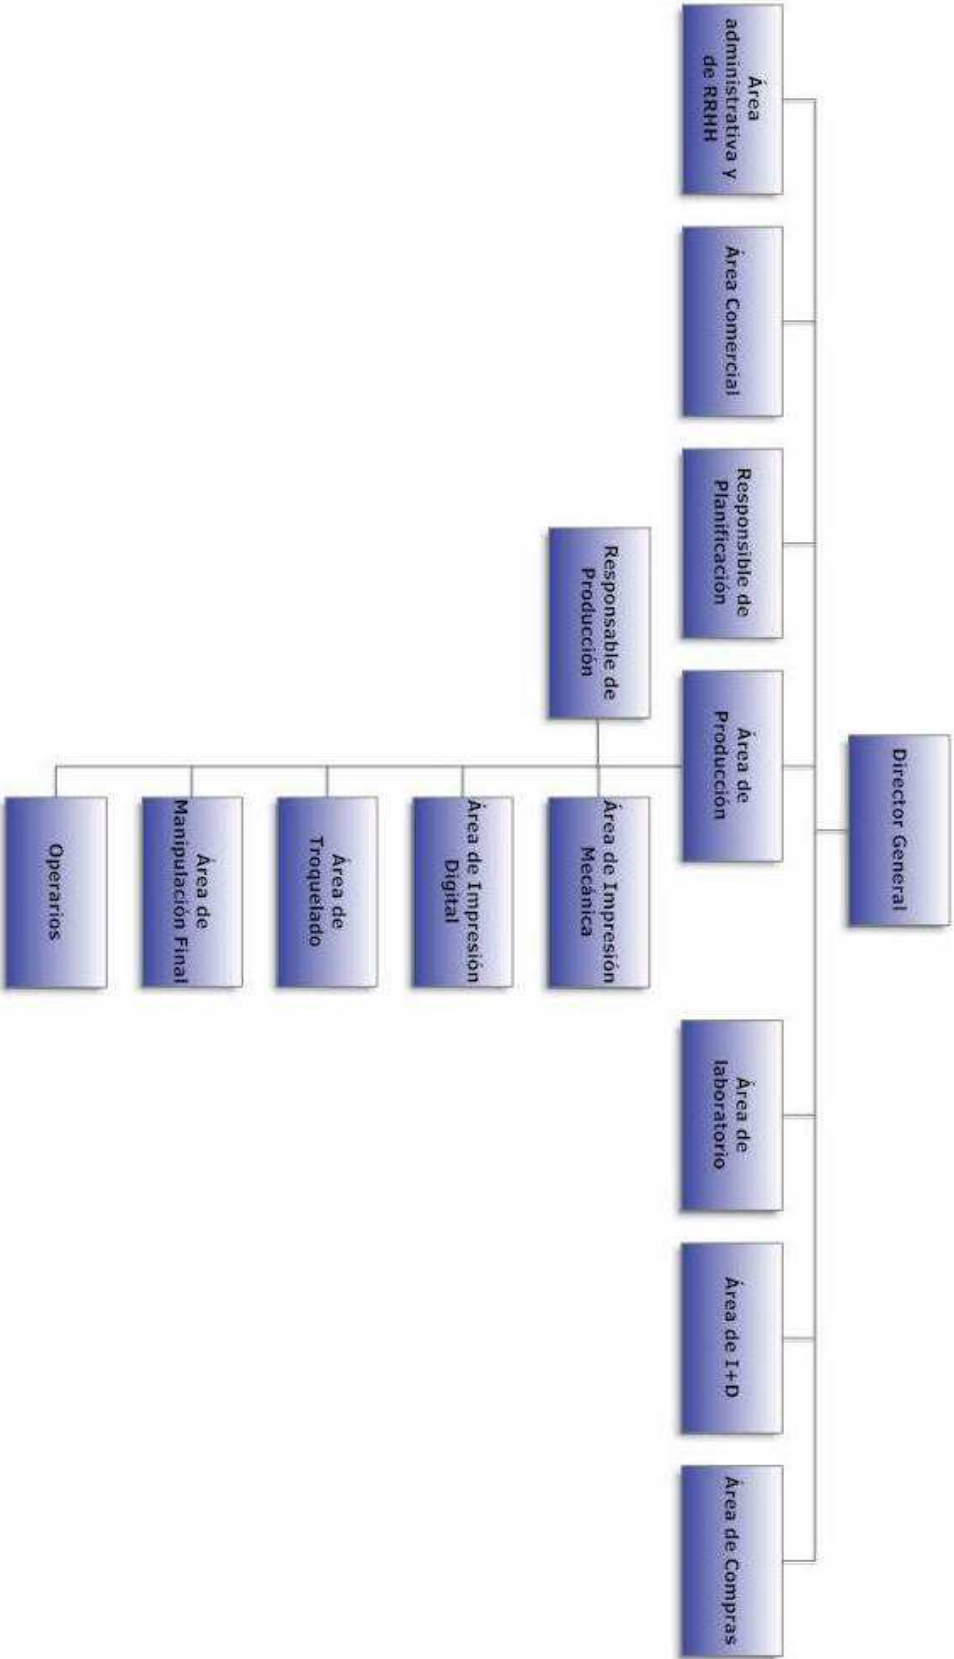 Director General
Área
administrativa y
de RRHH
Área Comercial
Responsible de
Planificación
Área de
Producción
Área de
laboratorio
Área de I+D
Área de Compras
Responsable de
Producción
Área de Impresión
Mecánica
Área de Impresión
Digital
Área de
Troquelado
Área de
Manipulación Final
Operarios